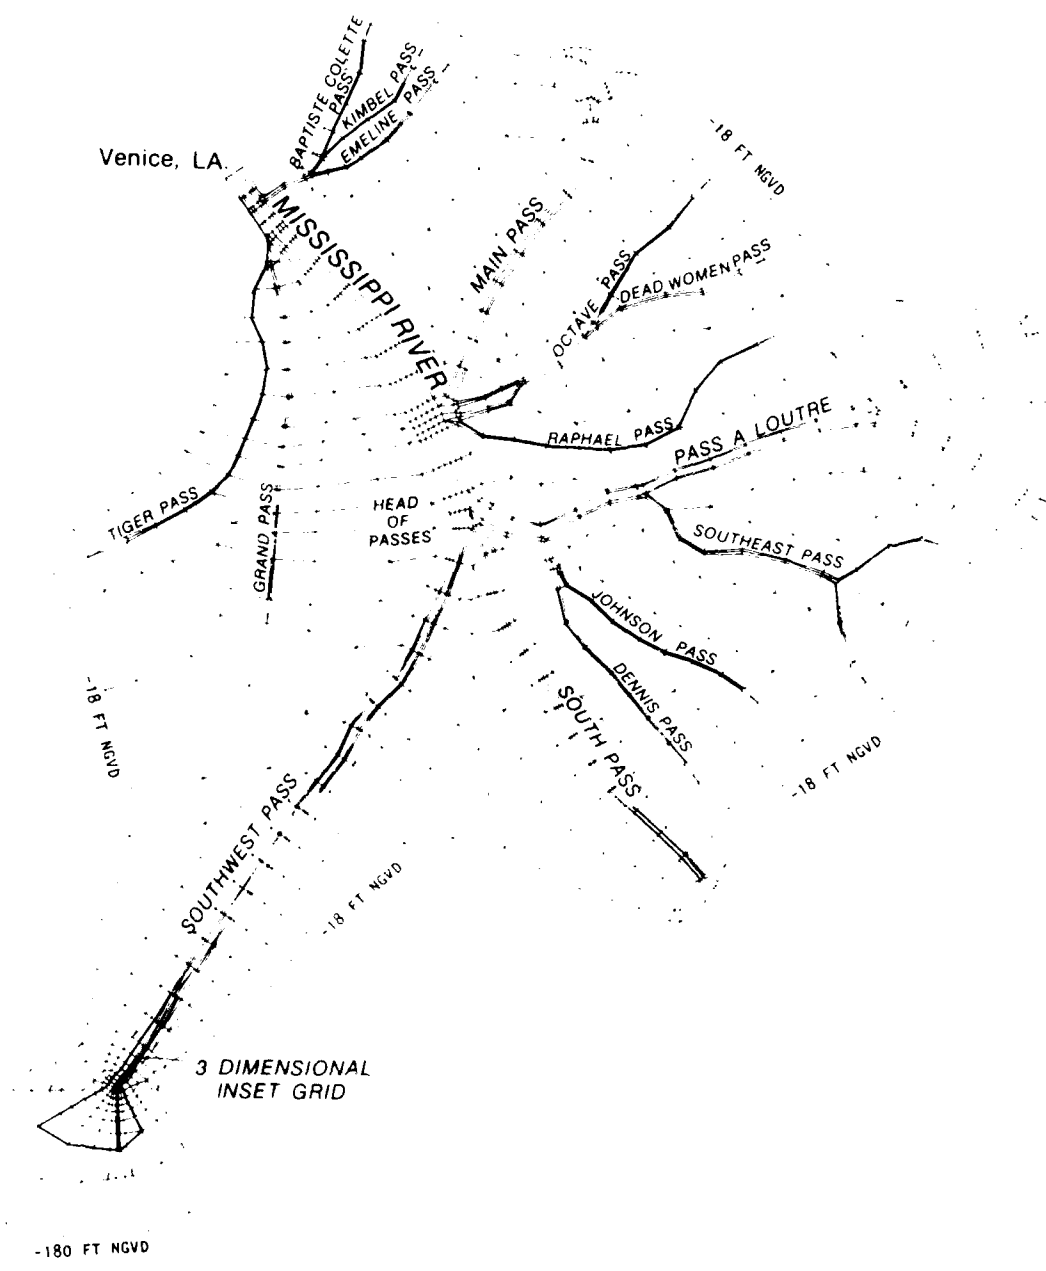 BAPTISTE COLETTE
PASS
KIMBEL PASS
EMELINE PASS
Venice, LA
MISSISSIPPI RIVER
MAIN PASS
-18 FT NGVD
OCTAVE PASS
DEAD WOMEN PASS
RAPHAEL PASS
PASS A LOUTRE
TIGER PASS
GRAND PASS
HEAD
OF
PASSES
SOUTHEAST PASS
JOHNSON PASS
DENNIS PASS
SOUTH PASS
-18 FT NGVD
-18 FT NGVD
SOUTHWEST PASS
-18 FT NGVD
3 DIMENSIONAL
INSET GRID
-180 FT NGVD